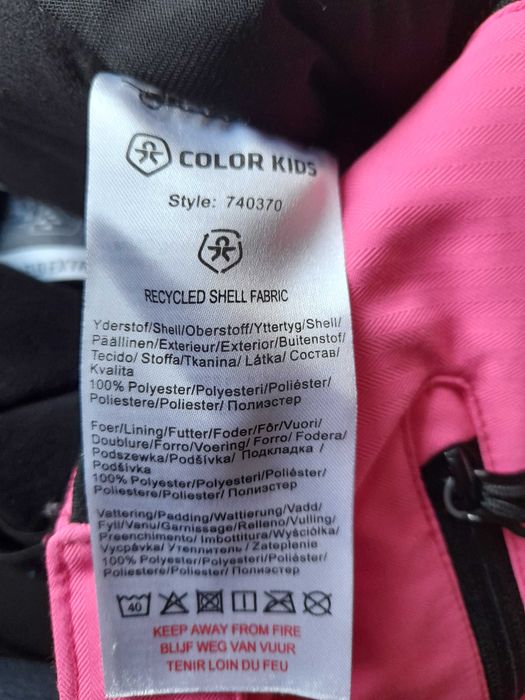 COLOR KIDS
Style: 740370
RECYCLED SHELL FABRIC
Yderstof/Shell/Oberstoff/Yttertyg/Shell/
Päällinen/Exterieur/Exterior/Buitenstof/
Tecido/ Stoffa/Tkanina/ Látka/ Состав/
Kvalita
100% Polyester/Polyesteri/Poliéster/
Poliestere/Poliester/ Полиэстер
Foer/Lining/Futter/Foder/Fôr/Vuori/
Doublure/Forro/Voering/ Forro/ Fodera/
Podszewka/Podšívka/ Подкладка /
Podšívka
100% Polyester/Polyesteri/Poliéster/
Poliestere/Poliester/ Полиэстер
Vattering/Padding/Wattierung/Vadd/
Fyll/Vanu/Garnissage/Relleno/Vulling/
Preenchimento/ Imbottitura/Wyściółka/
Vycpávka/ Утеплитель / Zateplenie
100% Polyester/Polyesteri/Poliéster/
Poliestere/Poliester/ Полиэстер
40
KEEP AWAY FROM FIRE
BLIJF WEG VAN VUUR
TENIR LOIN DU FEU